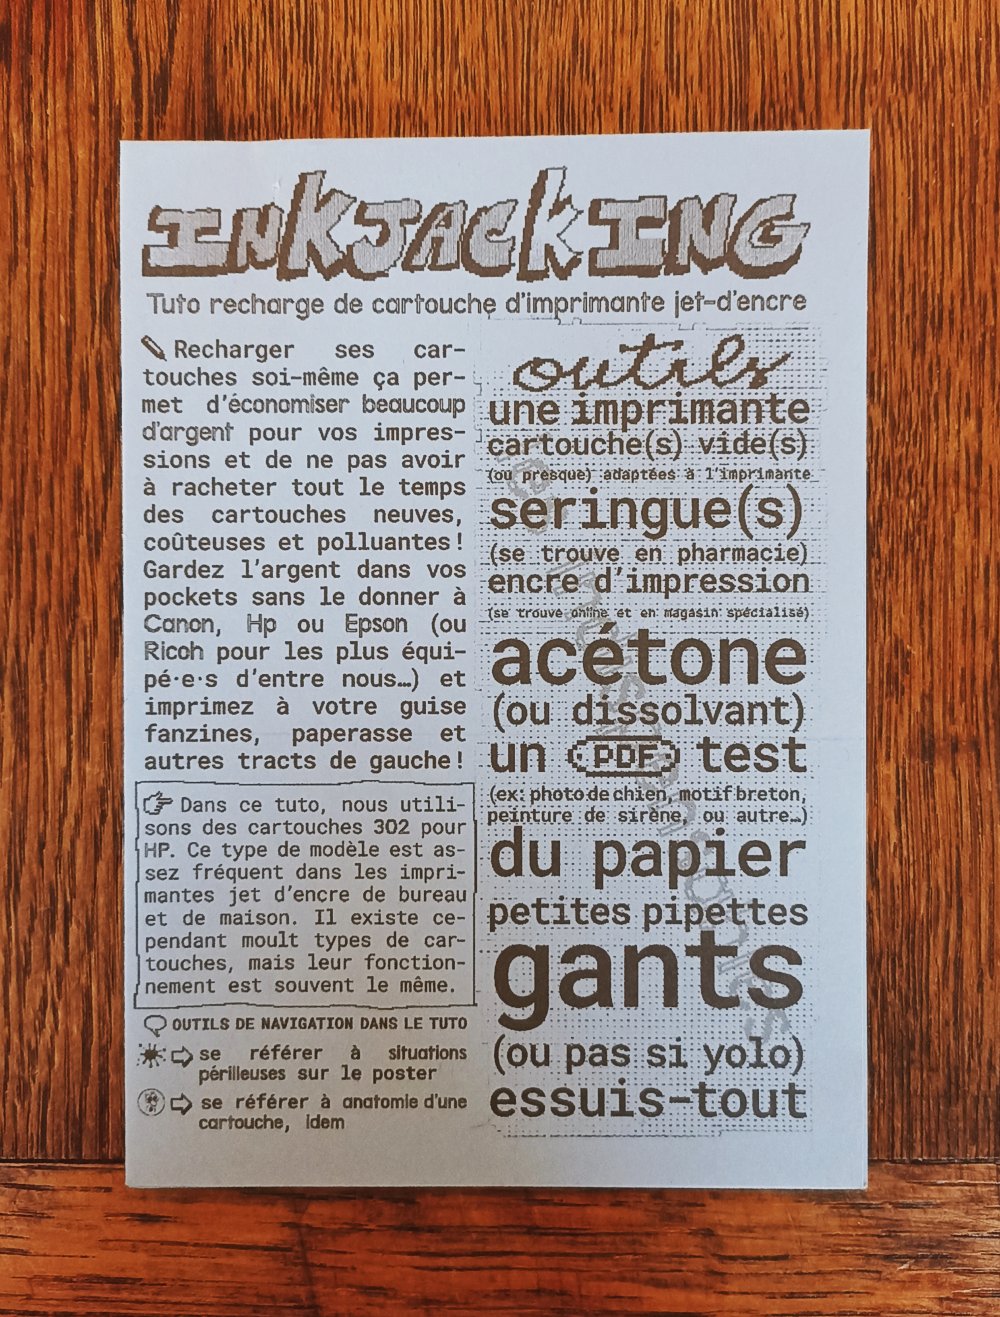 INKJACKING
Tuto recharge de cartouche d'imprimante jet-d'encre
Recharger ses car-
touches soi-même ça per-
met d'économiser beaucoup
d'argent pour vos impres-
sions et de ne pas avoir
à racheter tout le temps
des cartouches neuves,
coûteuses et polluantes!
Gardez l'argent dans vos
pockets sans le donner à
Canon, Hp ou Epson (ou
Ricoh pour les plus équi-
pé·e·s d'entre nous…) et
imprimez à votre guise
fanzines, paperasse et
autres tracts de gauche!
Dans ce tuto, nous utili-
sons des cartouches 302 pour
HP. Ce type de modèle est as-
sez fréquent dans les impri-
mantes jet d'encre de bureau
et de maison. Il existe ce-
pendant moult types de car-
touches, mais leur fonction-
nement est souvent le même.
OUTILS DE NAVIGATION DANS LE TUTO
se référer à situations
périlleuses sur le poster
se référer à anatomie d'une
cartouche, idem
outils
une imprimante
cartouche(s) vide(s)
(ou presque) adaptées à l'imprimante
seringue(s)
(se trouve en pharmacie)
encre d'impression
(se trouve online et en magasin spécialisé)
acétone
(ou dissolvant)
un PDF test
(ex: photo de chien, motif breton,
peinture de sirène, ou autre…)
du papier
petites pipettes
gants
(ou pas si yolo)
essuis-tout